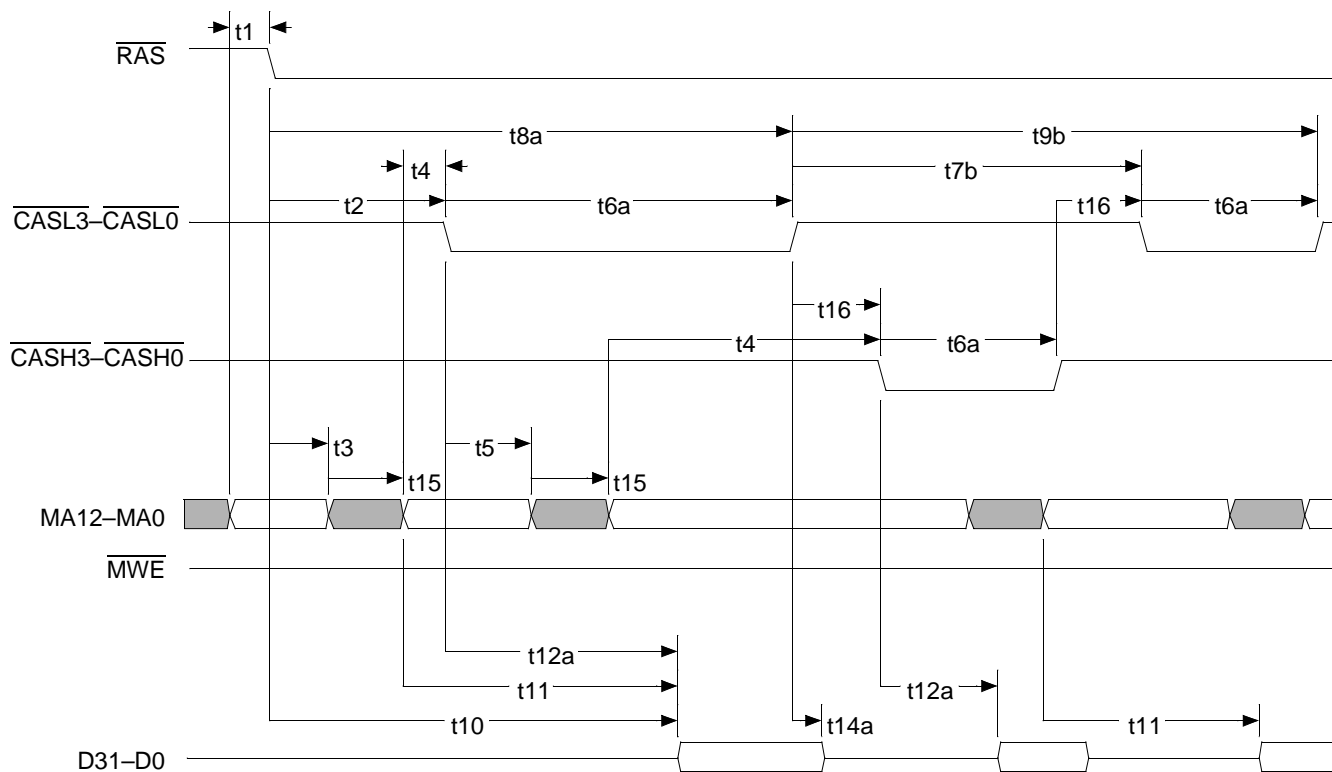 t1
RAS
t8a
t9b
t4
t7b
t2
t6a
t16
t6a
CASL3–CASL0
t16
t4
t6a
CASH3–CASH0
t3
t5
t15
t15
MA12–MA0
MWE
t12a
t11
t12a
t10
t14a
t11
D31–D0